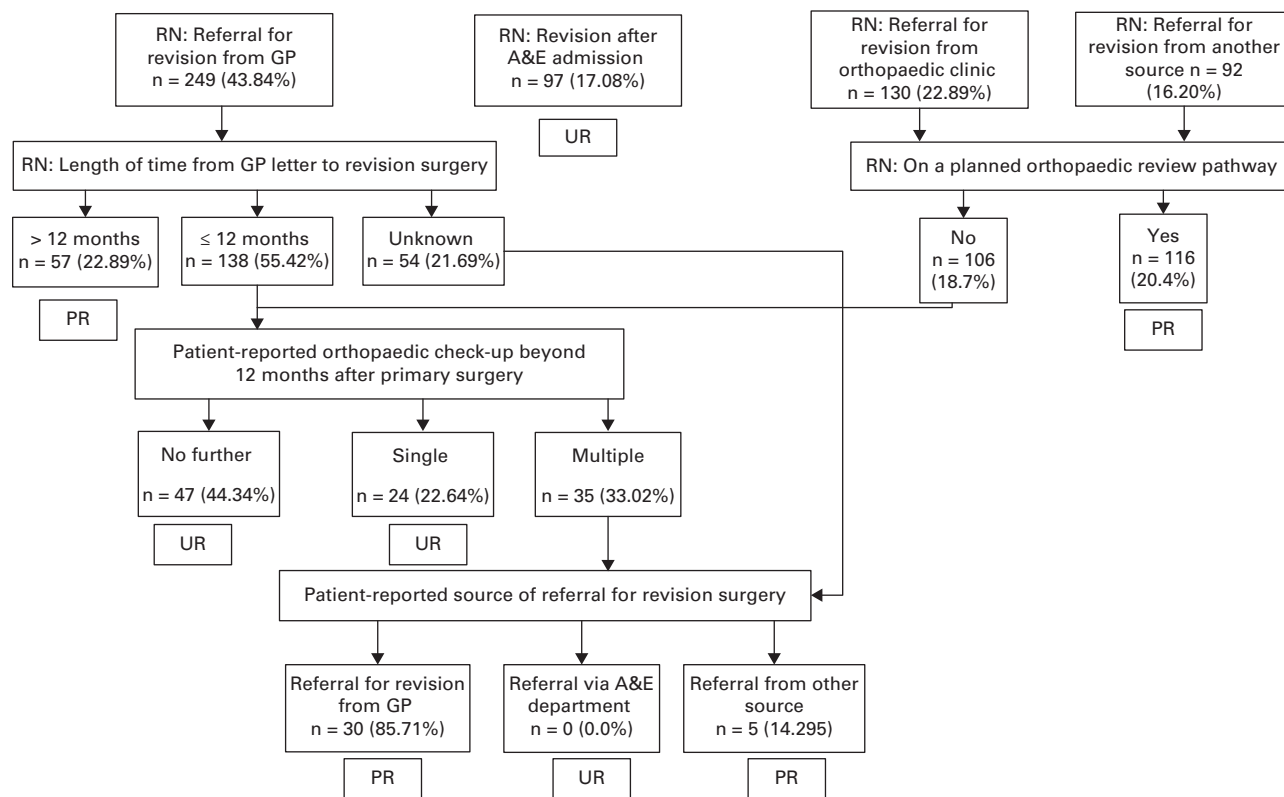 RN: Referral for
revision from GP
n = 249 (43.84%)
RN: Revision after
A&E admission
n = 97 (17.08%)
UR
RN: Referral for
revision from
orthopaedic clinic
n = 130 (22.89%)
RN: Referral for
revision from another
source n = 92
(16.20%)
RN: Length of time from GP letter to revision surgery
RN: On a planned orthopaedic review pathway
> 12 months
n = 57 (22.89%)
PR
≤ 12 months
n = 138 (55.42%)
Unknown
n = 54 (21.69%)
No
n = 106
(18.7%)
Yes
n = 116
(20.4%)
PR
Patient-reported orthopaedic check-up beyond
12 months after primary surgery
No further
n = 47 (44.34%)
UR
Single
n = 24 (22.64%)
UR
Multiple
n = 35 (33.02%)
Patient-reported source of referral for revision surgery
Referral for revision
from GP
n = 30 (85.71%)
PR
Referral via A&E
department
n = 0 (0.0%)
UR
Referral from other
source
n = 5 (14.295)
PR